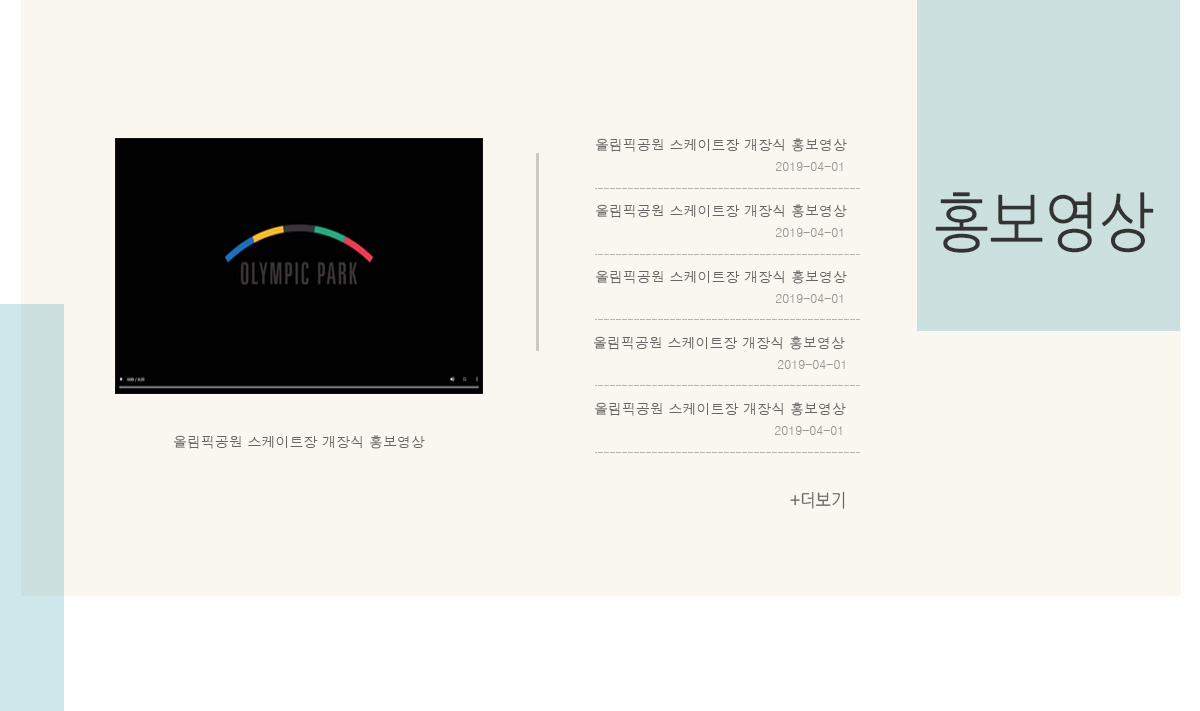 홍보영상
OLYMPIC PARK
0:00 / 0:23
올림픽공원 스케이트장 개장식 홍보영상
올림픽공원 스케이트장 개장식 홍보영상
2019-04-01
올림픽공원 스케이트장 개장식 홍보영상
2019-04-01
올림픽공원 스케이트장 개장식 홍보영상
2019-04-01
올림픽공원 스케이트장 개장식 홍보영상
2019-04-01
올림픽공원 스케이트장 개장식 홍보영상
2019-04-01
+더보기